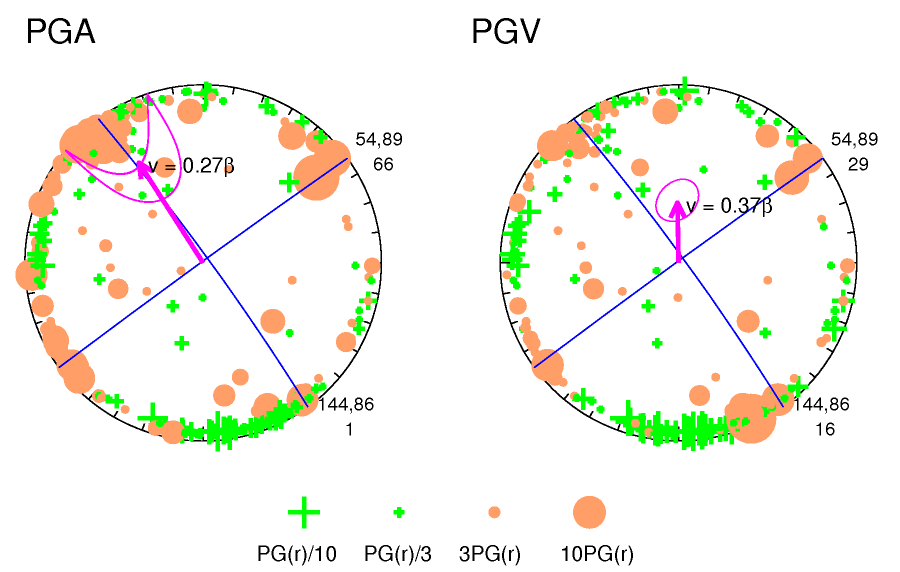 PGA PGV
54,89
66
54,89
29
v = 0.27β
v = 0.37β
144,86
1
144,86
16
PG(r)/10 PG(r)/3 3PG(r) 10PG(r)